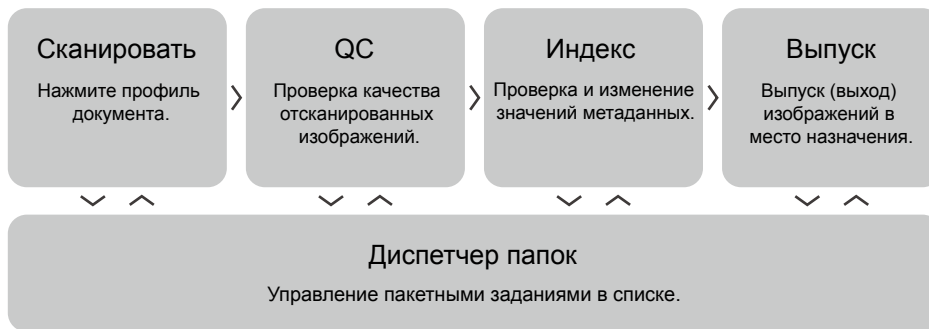 Сканировать
Нажмите профиль
документа.
QC
Проверка качества
отсканированных
изображений.
Индекс
Проверка и изменение
значений метаданных.
Выпуск
Выпуск (выход)
изображений в
место назначения.
Диспетчер папок
Управление пакетными заданиями в списке.